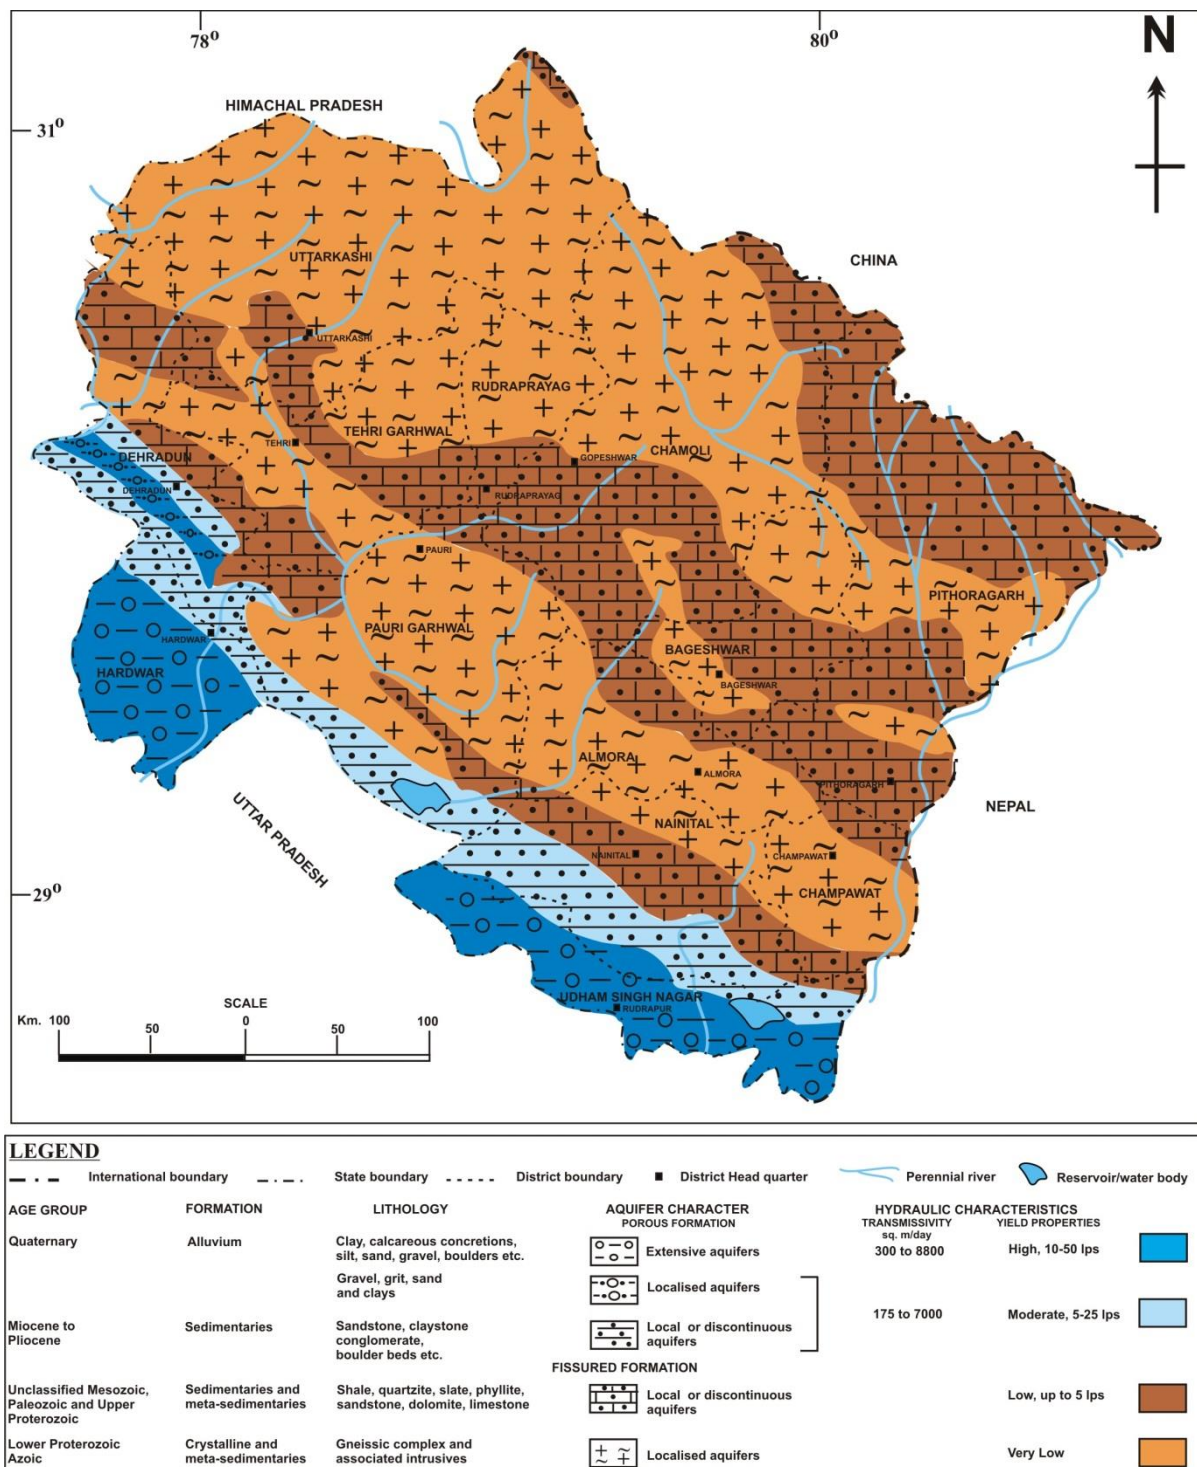 78°
80°
N
HIMACHAL PRADESH
31°
CHINA
UTTARKASHI
UTTARKASHI
RUDRAPRAYAG
TEHRI GARHWAL
TEHRI
CHAMOLI
DEHRADUN
GOPESHWAR
DEHRADUN
RUDRAPRAYAG
PAURI
PITHORAGARH
PAURI GARHWAL
HARDWAR
BAGESHWAR
HARDWAR
BAGESHWAR
ALMORA
ALMORA
PITHORAGARH
UTTAR PRADESH
NEPAL
NAINITAL
NAINITAL
CHAMPAWAT
29°
CHAMPAWAT
UDHAM SINGH NAGAR
RUDRAPUR
SCALE
Km. 100 50 0 50 100
LEGEND
International boundary State boundary District boundary District Head quarter Perennial river Reservoir/water body
AGE GROUP FORMATION LITHOLOGY AQUIFER CHARACTER HYDRAULIC CHARACTERISTICS
POROUS FORMATION TRANSMISSIVITY YIELD PROPERTIES
sq. m/day
Quaternary Alluvium Clay, calcareous concretions, Extensive aquifers 300 to 8800 High, 10-50 lps
silt, sand, gravel, boulders etc.
Gravel, grit, sand Localised aquifers
and clays
Miocene to Sedimentaries Sandstone, claystone Local or discontinuous 175 to 7000 Moderate, 5-25 lps
Pliocene conglomerate, aquifers
boulder beds etc.
FISSURED FORMATION
Unclassified Mesozoic, Sedimentaries and Shale, quartzite, slate, phyllite, Local or discontinuous Low, up to 5 lps
Paleozoic and Upper meta-sedimentaries sandstone, dolomite, limestone aquifers
Proterozoic
Lower Proterozoic Crystalline and Gneissic complex and Localised aquifers Very Low
Azoic meta-sedimentaries associated intrusives